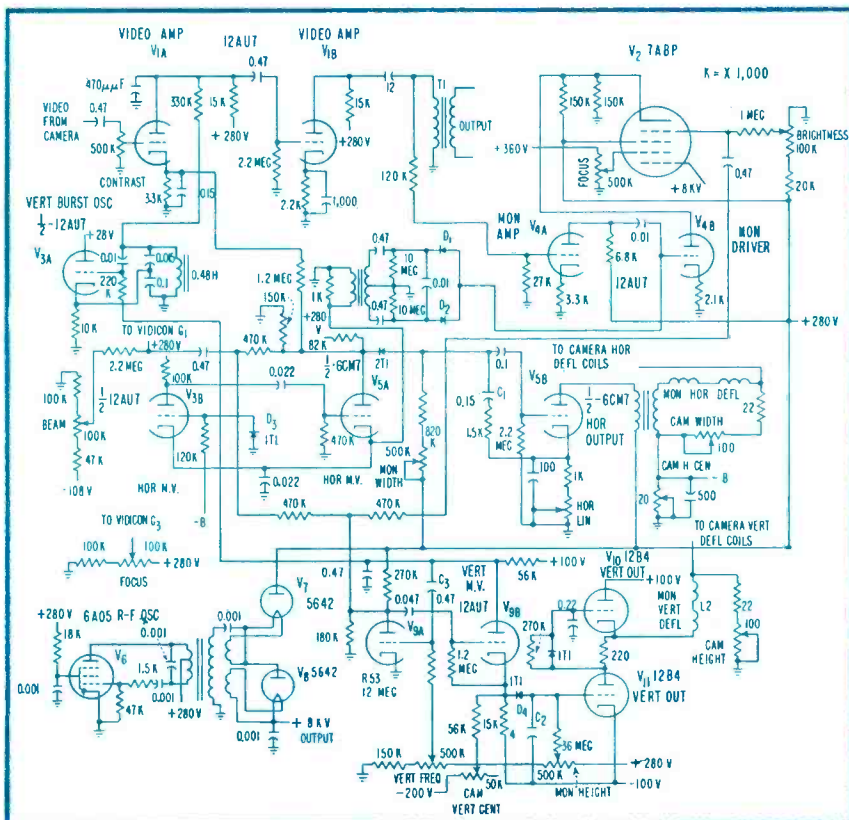 VIDEO AMP
V1A
12AU7
VIDEO AMP
V1B
V2 7ABP
K = X 1,000
470μμF
0.47
330K
15K
+280V
0.47
VIDEO
FROM
CAMERA
500K
CONTRAST
33K
.015
2.2 MEG
15K
+280V
2.2K
1,000
12
T1
OUTPUT
120K
150K
150K
+360V
FOCUS
500K
+8KV
1 MEG
BRIGHTNESS
100K
0.47
20K
VERT BURST OSC
1/2 -12AU7
+28V
V3A
0.01
0.06
0.1
220
K
0.48H
10K
TO VIDICON G1
+280V
1.2 MEG
150K
1K
+280
V
82K
0.47
10
MEG
0.47
10 MEG
0.01
D1
D2
MON
AMP
V4A
27K
3.3K
0.01
6.8K
12AU7
V4B
2.1K
MON
DRIVER
+280V
2.2 MEG
0.47
470K
100K
0.022
100K
BEAM
100K
47K
-108V
1/2
12AU7
V3B
120K
D3
1T1
470K
0.022
HOR M.V.
-B
HOR M.V.
1/2 -6CM7
V5A
2T1
820
K
500K
MON
WIDTH
0.1
0.15
C1
1.5K
2.2
MEG
100
V5B
1/2 -6CM7
HOR
OUTPUT
1K
HOR
LIN
TO CAMERA HOR
DEFL COILS
MON HOR DEFL
22
CAM WIDTH
100
CAM H CEN
-B
20
500
470K
470K
TO VIDICON G3
100K
100K
+280V
FOCUS
TO CAMERA VERT
DEFL COILS
+280V
18K
6A05 R-F OSC
0.001
V6
1.5K
0.001
47K
0.001
+280V
0.001
V7
5642
V8 5642
+8KV
OUTPUT
0.001
0.47
270K
C3
0.47
0.047
180K
V9A
R53
12 MEG
VERT
M.V.
12AU7
V9B
1.2
MEG
56K
+100V
1T1
D4
56K
15K
4
C2
36 MEG
270K
0.22
1T1
V10 12B4
VERT OUT
+100V
MON
VERT
DEFL
L2
220
22
100
CAM
HEIGHT
V11 12B4
VERT OUT
150K
500K
VERT FREQ
-200V
50K
CAM
VERT CENT
500K
MON HEIGHT
+280V
-100V